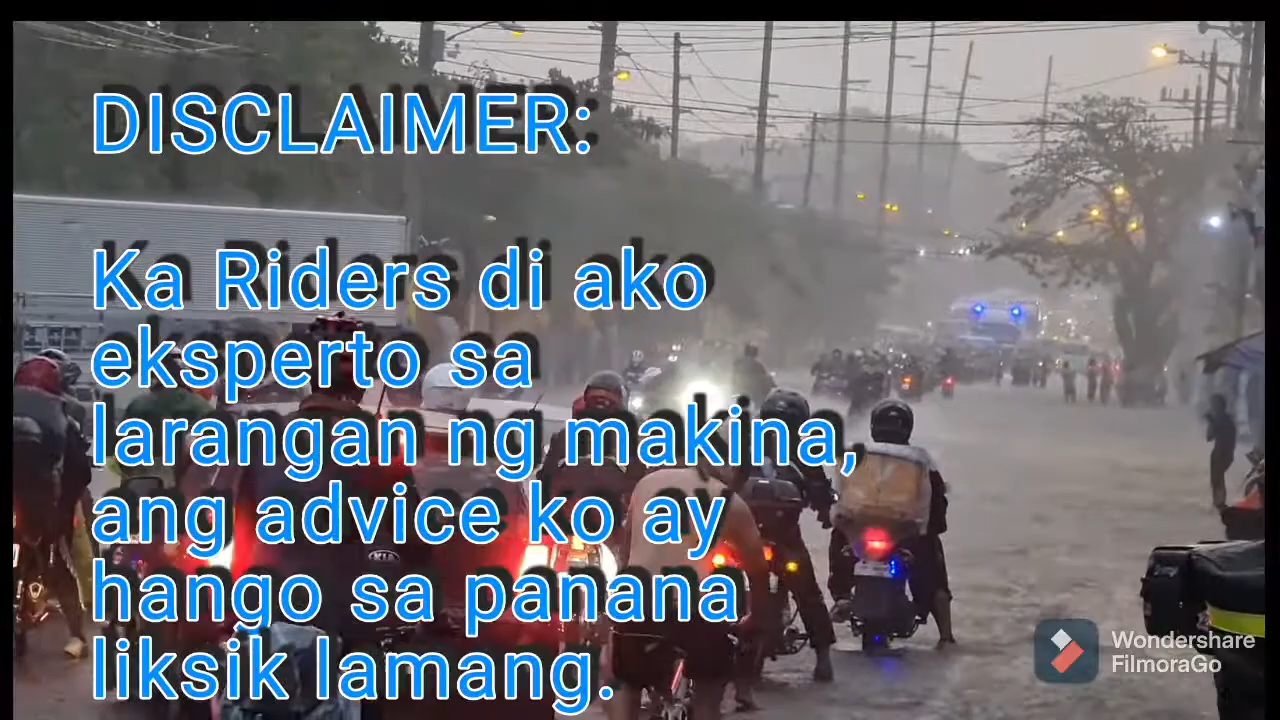 DISCLAIMER:
Ka Riders di ako
eksperto sa
larangan ng makina,
ang advice ko ay
hango sa panana
liksik lamang.
KIA
Wondershare
FilmoraGo